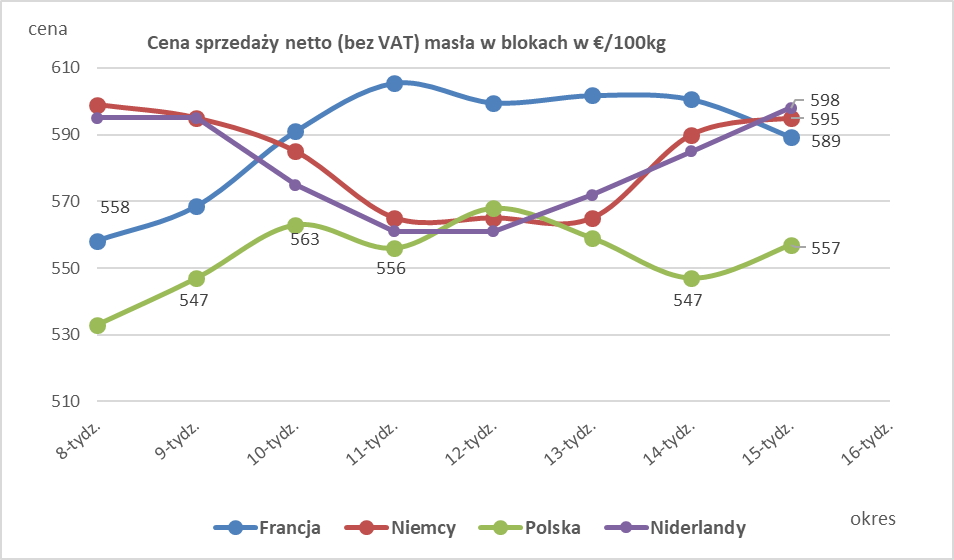 cena
Cena sprzedaży netto (bez VAT) masła w blokach w €/100kg
610
590
570
550
530
510
558
547
563
556
547
598
595
589
557
8-tydz.
9-tydz.
10-tydz.
11-tydz.
12-tydz.
13-tydz.
14-tydz.
15-tydz.
16-tydz.
okres
Francja Niemcy Polska Niderlandy